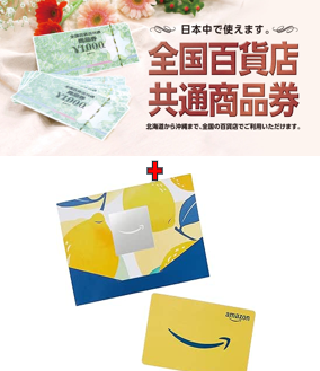 日本中で使えます。
全国百貨店
共通商品券
北海道から沖縄まで、全国の百貨店でご利用いただけます。
amazon